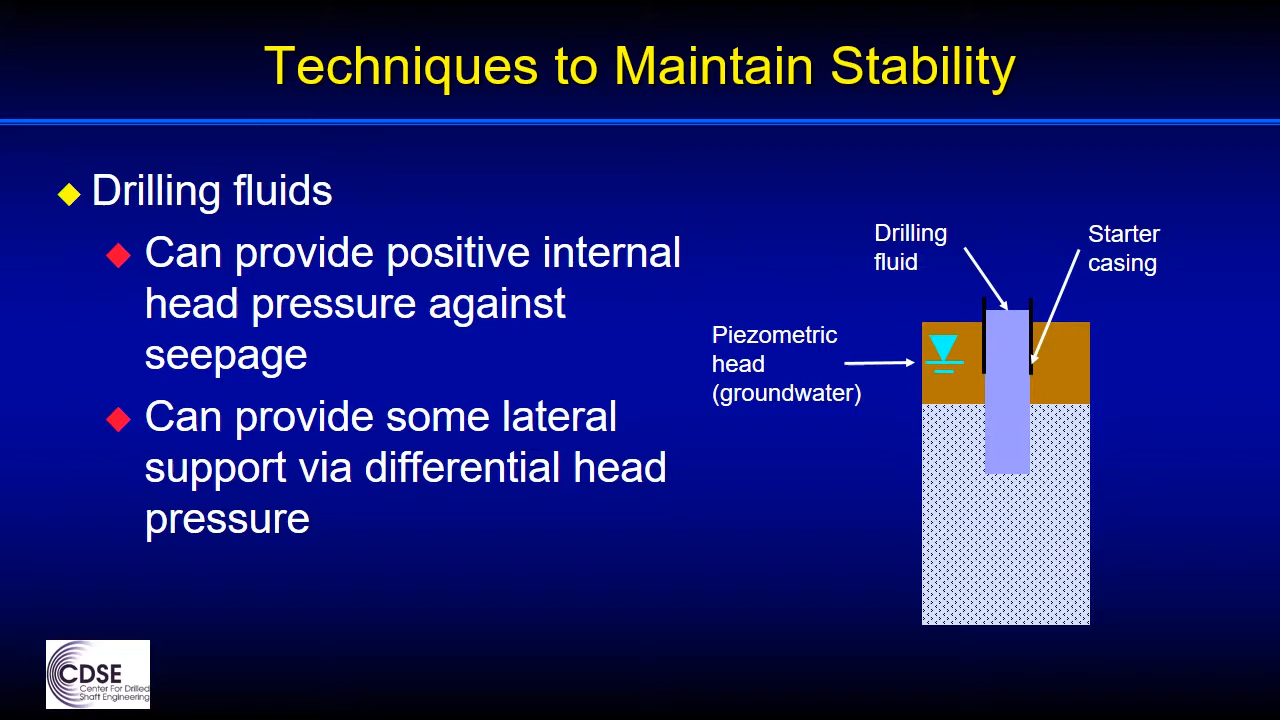 Techniques to Maintain Stability
Drilling fluids
Can provide positive internal
head pressure against
seepage
Can provide some lateral
support via differential head
pressure
Drilling
fluid
Starter
casing
Piezometric
head
(groundwater)
CDSE
Center For Drilled
Shaft Engineering